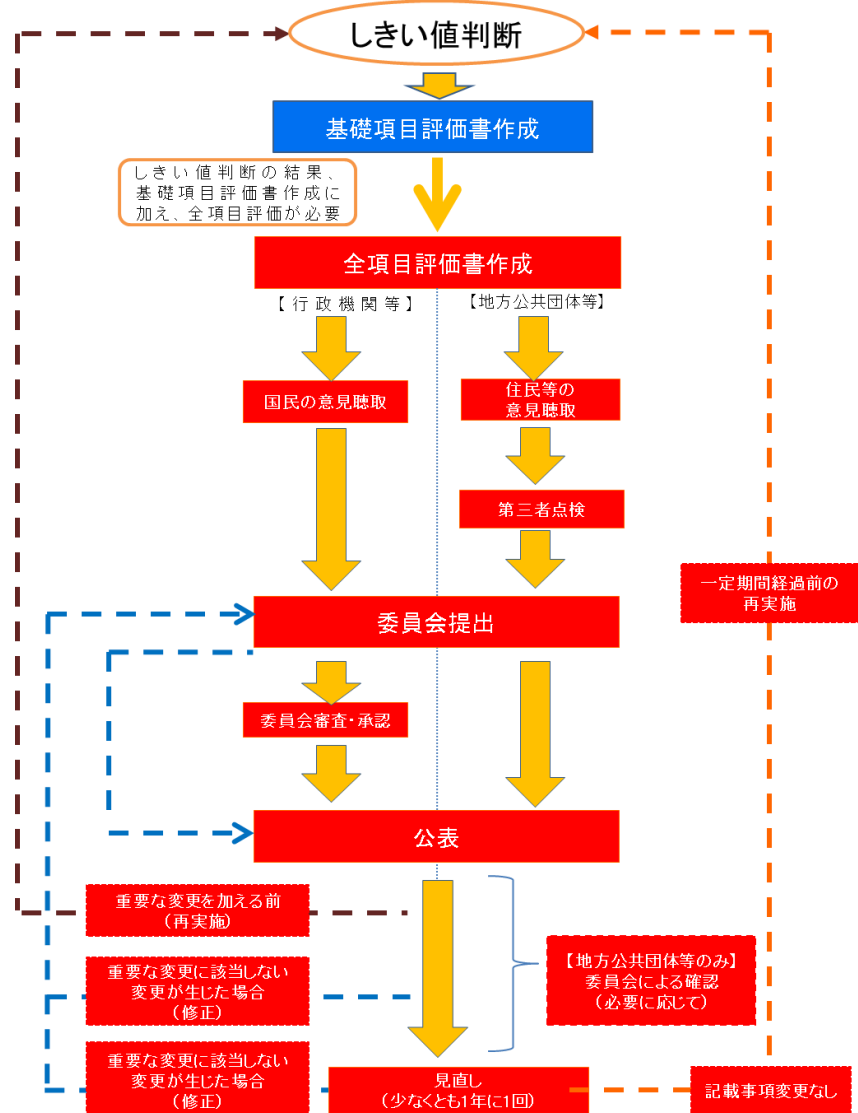 しきい値判断
基礎項目評価書作成
しきい値判断の結果、
基礎項目評価書作成に
加え、全項目評価が必要
全項目評価書作成
【行政機関等】
【地方公共団体等】
国民の意見聴取
住民等の
意見聴取
第三者点検
一定期間経過前の
再実施
委員会提出
委員会審査・承認
公表
重要な変更を加える前
（再実施）
【地方公共団体等のみ】
委員会による確認
（必要に応じて）
重要な変更に該当しない
変更が生じた場合
（修正）
重要な変更に該当しない
変更が生じた場合
（修正）
見直し
（少なくとも1年に1回）
記載事項変更なし